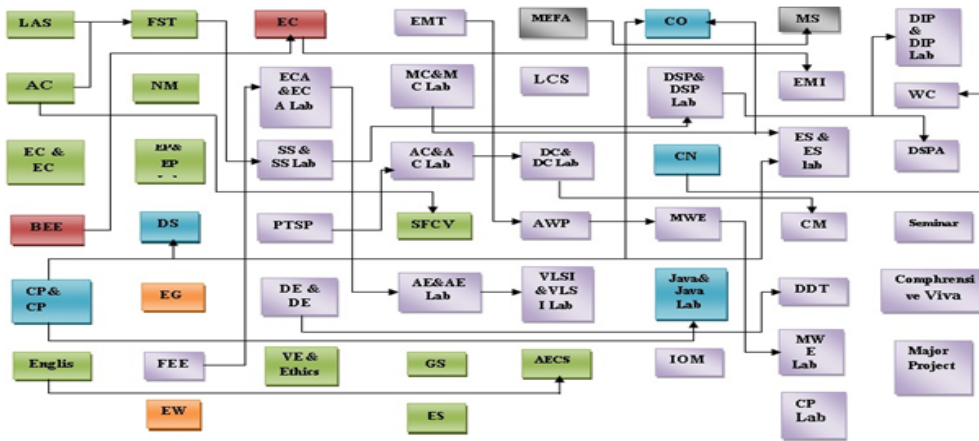 LAS
FST
EC
EMT
MEFA
CO
MS
DIP
&
DIP
Lab
AC
NM
ECA
&EC
A Lab
MC&M
C Lab
LCS
DSP&
DSP
Lab
EMI
WC
EC &
EC
EP&
EP
SS &
SS Lab
AC&A
C Lab
DC&
DC Lab
CN
ES &
ES
lab
DSPA
BEE
DS
PTSP
SFCV
AWP
MWE
CM
Seminar
CP&
CP
EG
DE &
DE
AE&AE
Lab
VLSI
&VLS
I Lab
Java&
Java
Lab
DDT
Comphrensi
ve Viva
Englis
FEE
VE &
Ethics
GS
AECS
IOM
MW
E
Lab
Major
Project
EW
ES
CP
Lab